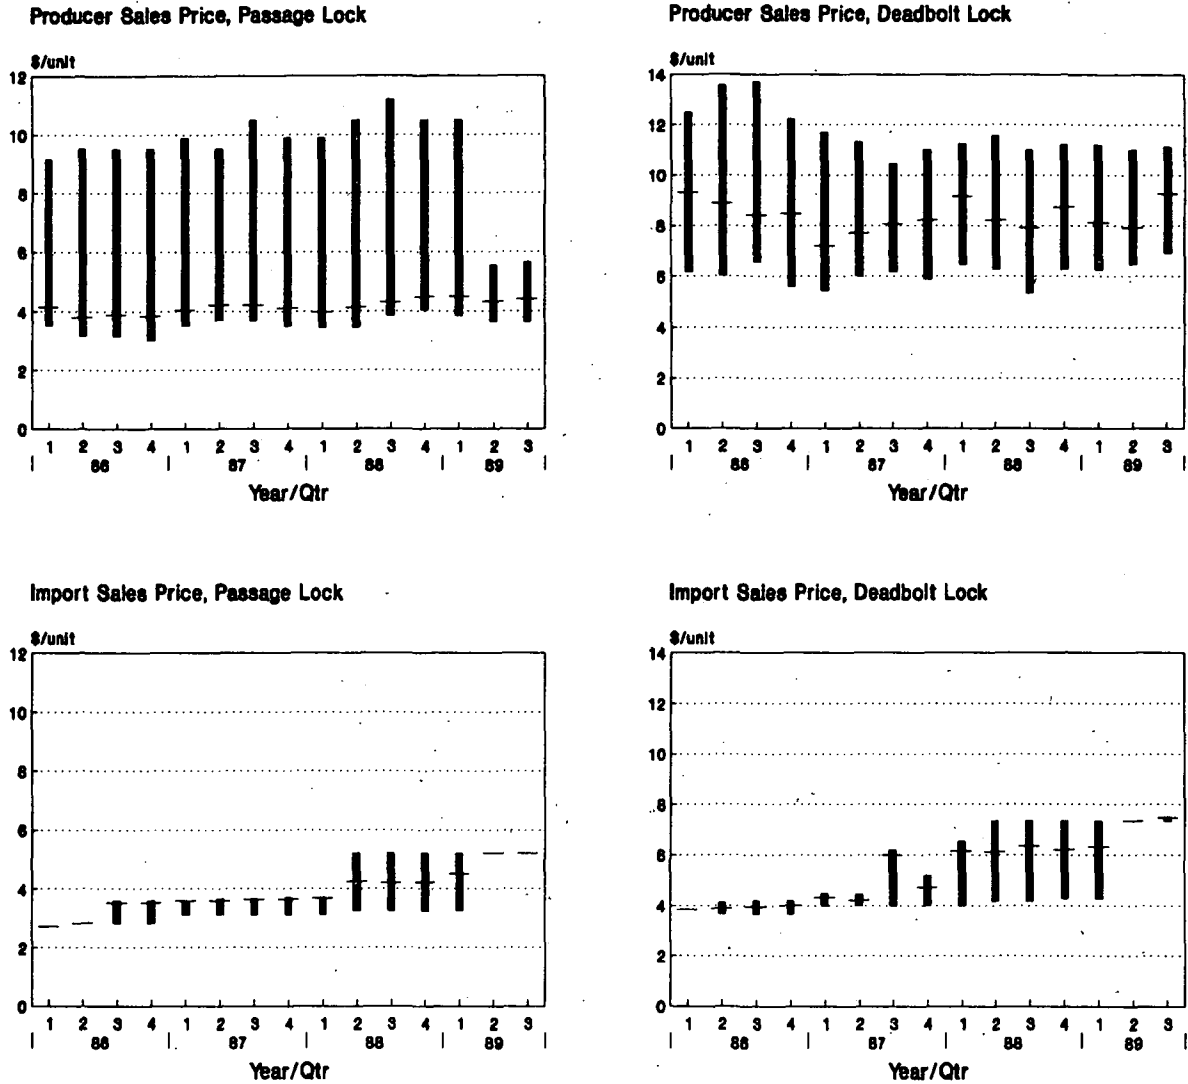 Producer Sales Price, Passage Lock
$/unit
12
10
8
6
4
2
0
1 2 3 4 1 2 3 4 1 2 3 4 1 2 3
| 86 | 87 | 88 | 89 |
Year/Qtr
Producer Sales Price, Deadbolt Lock
$/unit
14
12
10
8
6
4
2
0
1 2 3 4 1 2 3 4 1 2 3 4 1 2 3
| 86 | 87 | 88 | 89 |
Year/Qtr
Import Sales Price, Passage Lock
$/unit
12
10
8
6
4
2
0
1 2 3 4 1 2 3 4 1 2 3 4 1 2 3
| 86 | 87 | 88 | 89 |
Year/Qtr
Import Sales Price, Deadbolt Lock
$/unit
14
12
10
8
6
4
2
0
1 2 3 4 1 2 3 4 1 2 3 4 1 2 3
| 86 | 87 | 88 | 89 |
Year/Qtr